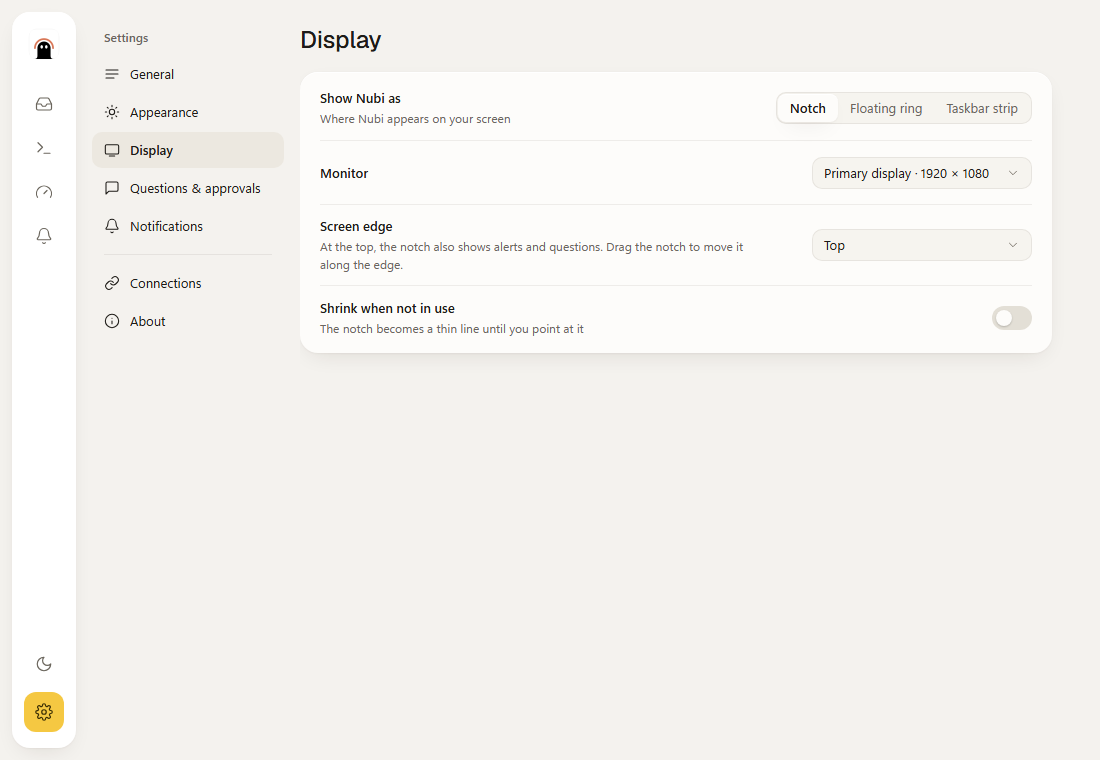 Settings
General
Appearance
Display
Questions & approvals
Notifications
Connections
About
Display
Show Nubi as
Where Nubi appears on your screen
Notch
Floating ring
Taskbar strip
Monitor
Primary display · 1920 × 1080
Screen edge
At the top, the notch also shows alerts and questions. Drag the notch to move it
along the edge.
Top
Shrink when not in use
The notch becomes a thin line until you point at it